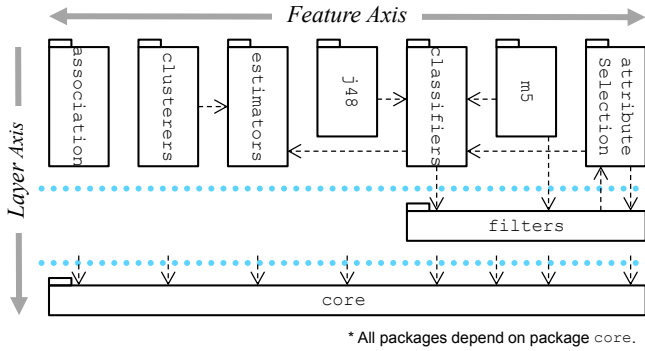 Feature Axis
Layer Axis
association
clusterers
estimators
j48
classifiers
m5
attribute
Selection
filters
core
* All packages depend on package core.